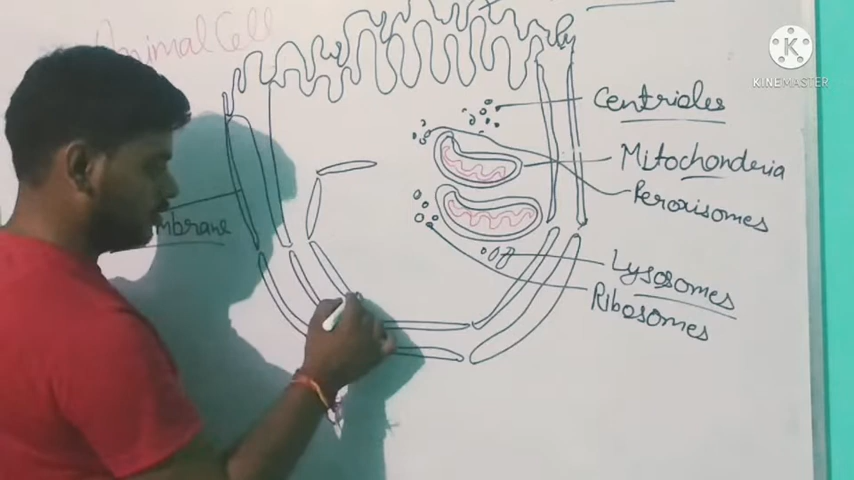 Animal Cell
KINEMASTER
Centrioles
Mitochonderia
Peroxisomes
mbrane
Lysosomes
Ribosomes